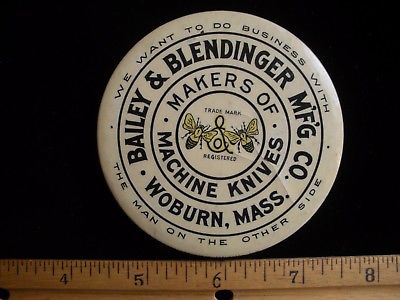 WE WANT TO DO BUSINESS WITH
THE MAN ON THE OTHER SIDE
BAILEY & BLENDINGER M'F'G. CO.
WOBURN, MASS.
MAKERS OF
MACHINE KNIVES
TRADE MARK
&
REGISTERED
4 5 6 7 8